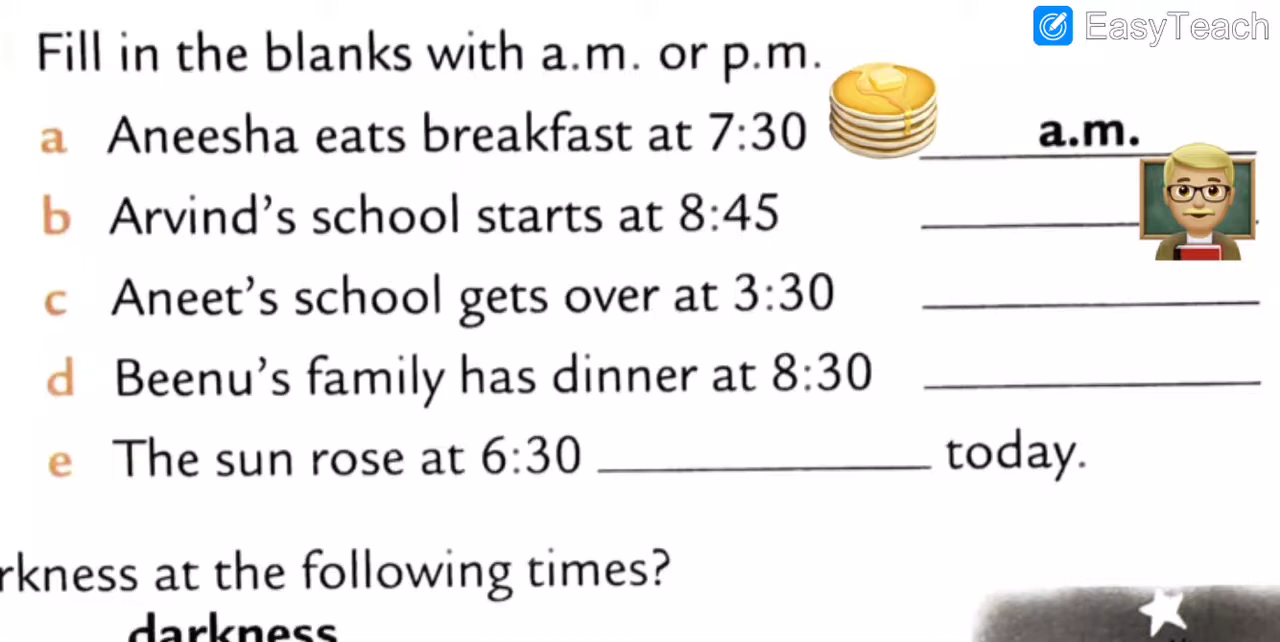 EasyTeach
Fill in the blanks with a.m. or p.m.
a Aneesha eats breakfast at 7:30 a.m.
b Arvind's school starts at 8:45
c Aneet's school gets over at 3:30
d Beenu's family has dinner at 8:30
e The sun rose at 6:30 __________ today.
rkness at the following times?
darkness